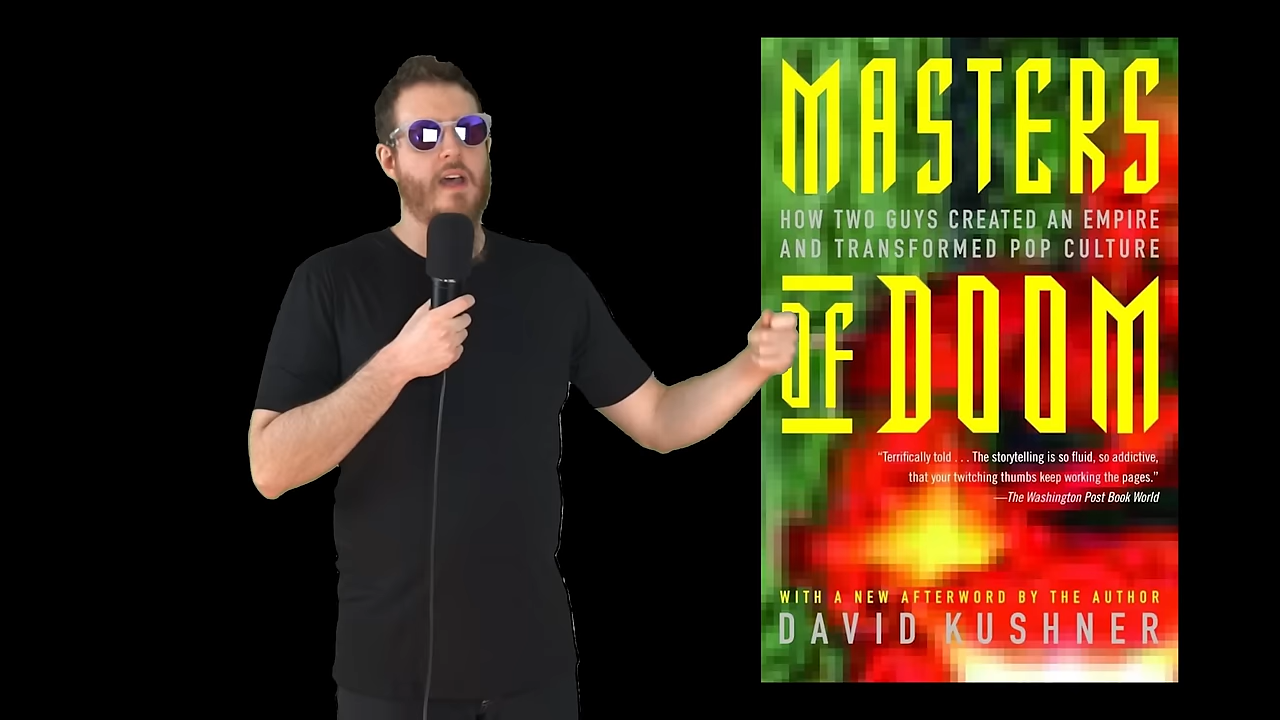 MASTERS
HOW TWO GUYS CREATED AN EMPIRE
AND TRANSFORMED POP CULTURE
OF DOOM
“Terrifically told . . . The storytelling is so fluid, so addictive,
that your twitching thumbs keep working the pages.”
—The Washington Post Book World
WITH A NEW AFTERWORD BY THE AUTHOR
DAVID KUSHNER